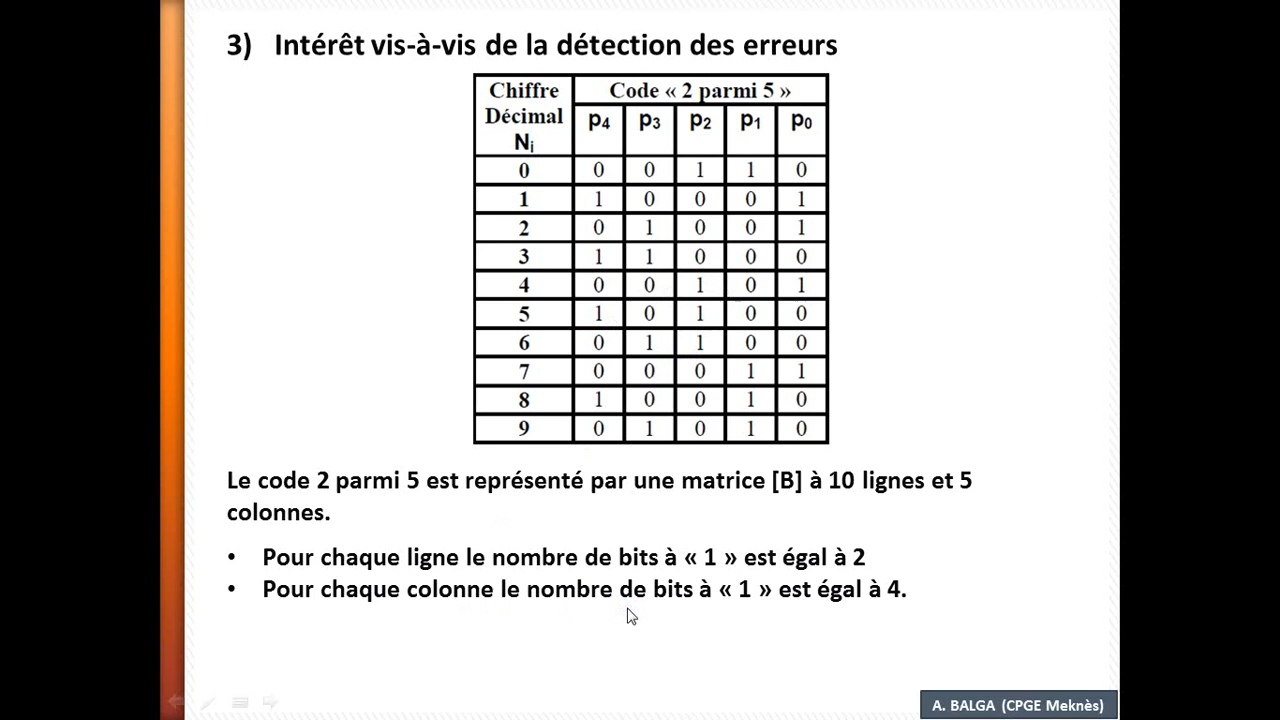 3) Intérêt vis-à-vis de la détection des erreurs
Chiffre Décimal Ni Code « 2 parmi 5 »
p4 p3 p2 p1 p0
0 0 0 1 1 0
1 1 0 0 0 1
2 0 1 0 0 1
3 1 1 0 0 0
4 0 0 1 0 1
5 1 0 1 0 0
6 0 1 1 0 0
7 0 0 0 1 1
8 1 0 0 1 0
9 0 1 0 1 0
Le code 2 parmi 5 est représenté par une matrice [B] à 10 lignes et 5
colonnes.
• Pour chaque ligne le nombre de bits à « 1 » est égal à 2
• Pour chaque colonne le nombre de bits à « 1 » est égal à 4.
A. BALGA (CPGE Meknès)